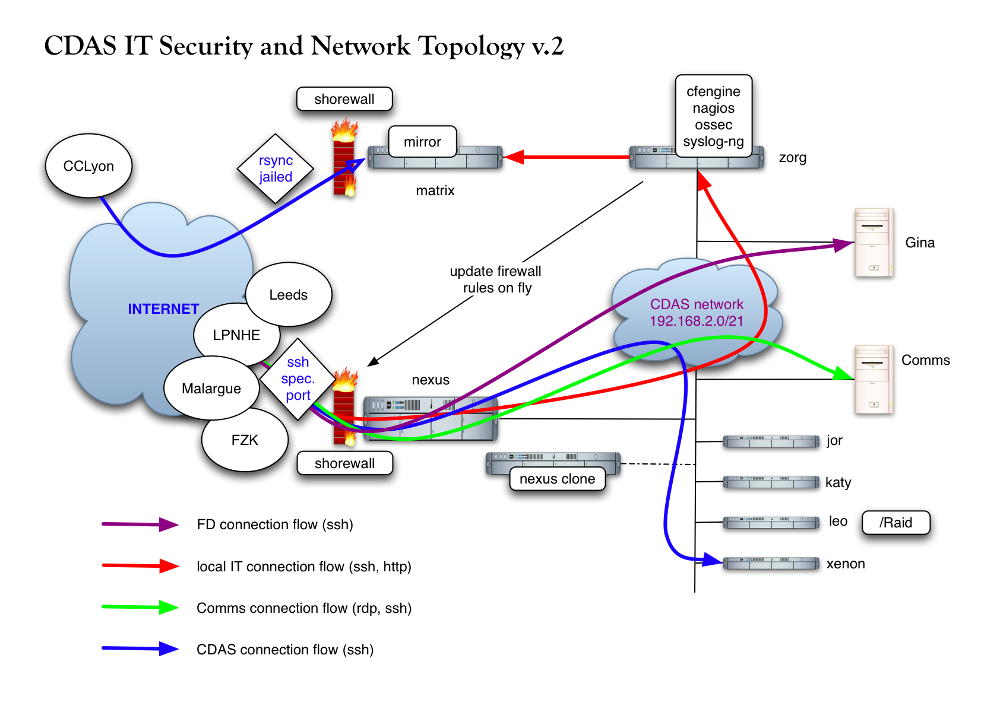 CDAS IT Security and Network Topology v.2
shorewall
cfengine
nagios
ossec
syslog-ng
mirror
CCLyon
rsync
jailed
zorg
matrix
Gina
update firewall
rules on fly
Leeds
INTERNET
CDAS network
192.168.2.0/21
LPNHE
ssh
spec.
port
Comms
nexus
Malargue
FZK
shorewall
jor
nexus clone
katy
leo
/Raid
xenon
FD connection flow (ssh)
local IT connection flow (ssh, http)
Comms connection flow (rdp, ssh)
CDAS connection flow (ssh)